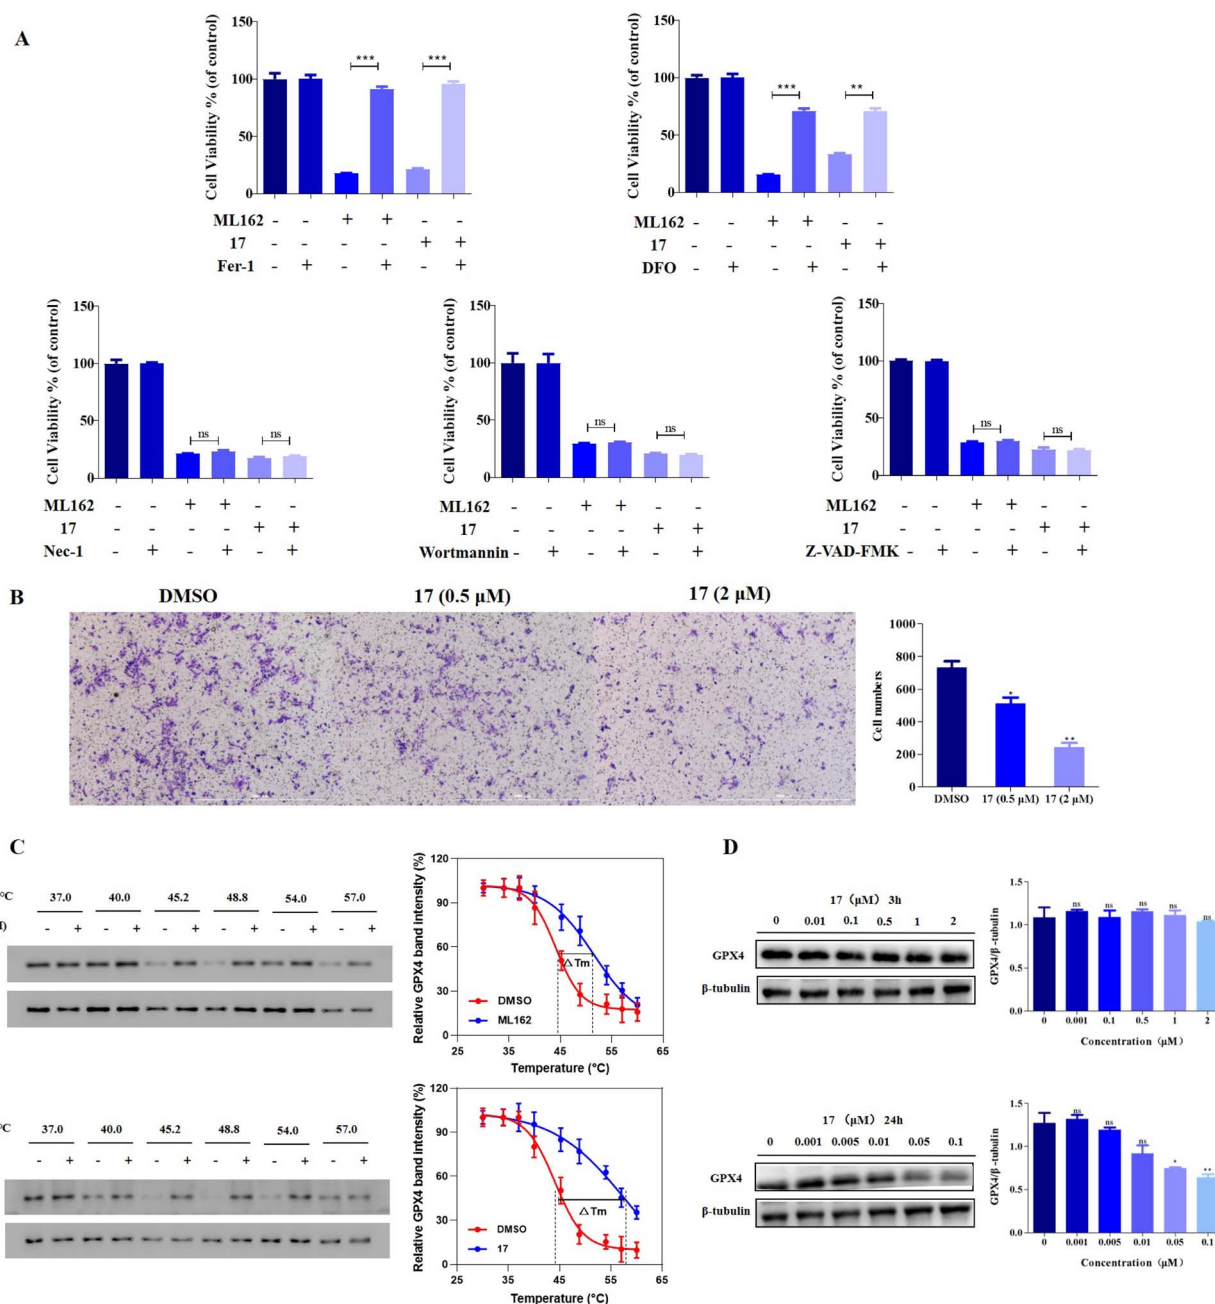 A
Cell Viability % (of control)
150
100
50
0
*** ***
ML162 - - + + - -
17 - - - - + +
Fer-1 - + - + - +
Cell Viability % (of control)
150
100
50
0
*** **
ML162 - - + + - -
17 - - - - + +
DFO - + - + - +
Cell Viability % (of control)
150
100
50
0
ns ns
ML162 - - + + - -
17 - - - - + +
Nec-1 - + - + - +
Cell Viability % (of control)
150
100
50
0
ns ns
ML162 - - + + - -
17 - - - - + +
Wortmannin - + - + - +
Cell Viability % (of control)
150
100
50
0
ns ns
ML162 - - + + - -
17 - - - - + +
Z-VAD-FMK - + - + - +
B
DMSO 17 (0.5 μM) 17 (2 μM)
Cell numbers
1000
800
600
400
200
0
* **
DMSO 17 (0.5 μM) 17 (2 μM)
C
°C 37.0 40.0 45.2 48.8 54.0 57.0
- + - + - + - + - + - +
Relative GPX4 band intensity (%)
120
90
60
30
0
△ Tm
DMSO
ML162
25 35 45 55 65
Temperature (°C)
°C 37.0 40.0 45.2 48.8 54.0 57.0
- + - + - + - + - + - +
Relative GPX4 band intensity (%)
120
90
60
30
0
△ Tm
DMSO
17
25 35 45 55 65
Temperature (°C)
D
17 (μM) 3h
0 0.01 0.1 0.5 1 2
GPX4
β-tubulin
GPX4/β -tubulin
1.5
1.0
0.5
0.0
ns ns ns ns ns
0 0.001 0.1 0.5 1 2
Concentration (μM)
17 (μM) 24h
0 0.001 0.005 0.01 0.05 0.1
GPX4
β-tubulin
GPX4/β -tubulin
1.5
1.0
0.5
0.0
ns ns ns * **
0 0.001 0.005 0.01 0.05 0.1
Concentration (μM)